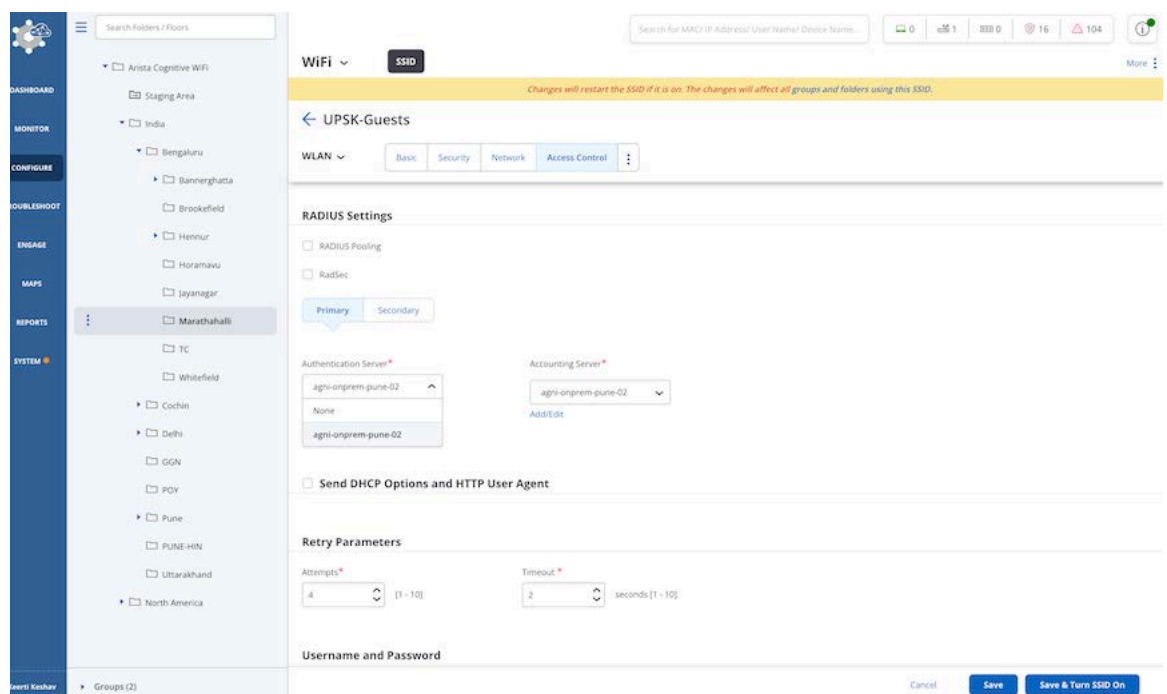 Search Folders / Floors
Search for MAC/ IP Address/ User Name/ Device Name...
0
1
0
16
104
WiFi
SSID
More
Changes will restart the SSID if it is on. The changes will affect all groups and folders using this SSID.
UPSK-Guests
WLAN
Basic
Security
Network
Access Control
DASHBOARD
MONITOR
CONFIGURE
ROUBLESHOOT
ENGAGE
MAPS
REPORTS
SYSTEM
Arista Cognitive WiFi
Staging Area
India
Bengaluru
Bannerghatta
Brookefield
Hennur
Horamavu
Jayanagar
Marathahalli
TC
Whitefield
Cochin
Delhi
GGN
POY
Pune
PUNE-HIN
Uttarakhand
North America
RADIUS Settings
RADIUS Pooling
RadSec
Primary
Secondary
Authentication Server*
Accounting Server*
agni-onprem-pune-02
agni-onprem-pune-02
None
Add/Edit
agni-onprem-pune-02
Send DHCP Options and HTTP User Agent
Retry Parameters
Attempts*
Timeout *
4
[1 - 10]
2
seconds [1 - 10]
Username and Password
Keerti Keshav
Groups (2)
Cancel
Save
Save & Turn SSID On